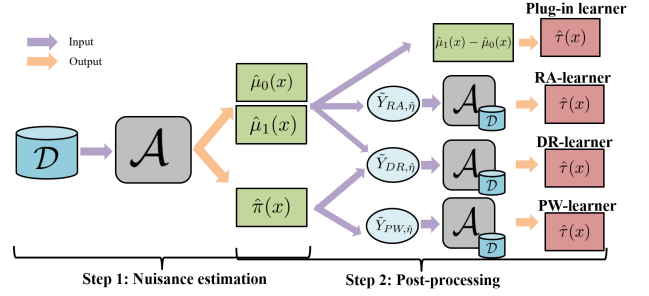 Input
Output
Plug-in learner
μ̂₁(x) − μ̂₀(x)
τ̂(x)
RA-learner
μ̂₀(x)
μ̂₁(x)
Ỹ_{RA,η̂}
𝒜
𝒟
τ̂(x)
DR-learner
𝒟
𝒜
Ỹ_{DR,η̂}
𝒜
𝒟
τ̂(x)
PW-learner
π̂(x)
Ỹ_{PW,η̂}
𝒜
𝒟
τ̂(x)
Step 1: Nuisance estimation
Step 2: Post-processing